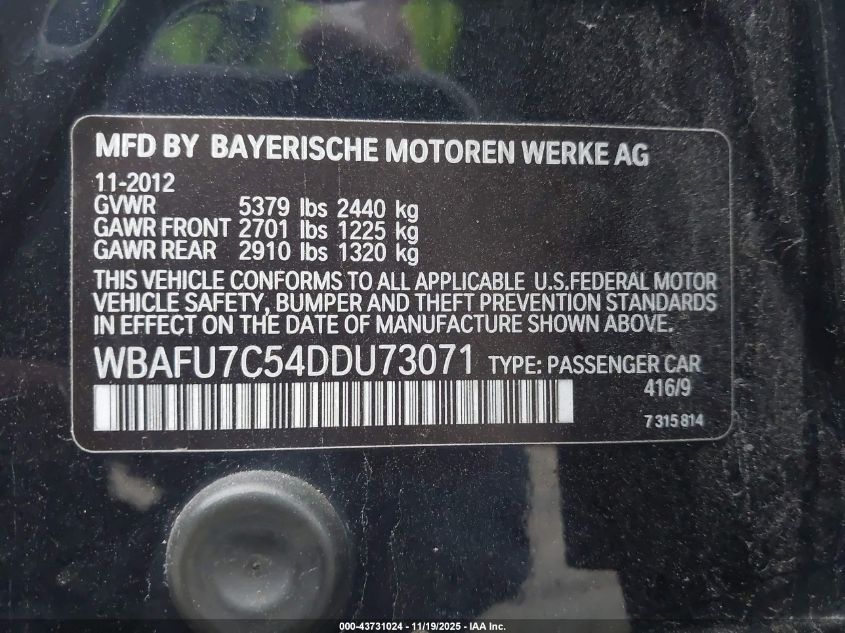 MFD BY BAYERISCHE MOTOREN WERKE AG
11-2012
GVWR 5379 lbs 2440 kg
GAWR FRONT 2701 lbs 1225 kg
GAWR REAR 2910 lbs 1320 kg
THIS VEHICLE CONFORMS TO ALL APPLICABLE U.S.FEDERAL MOTOR
VEHICLE SAFETY, BUMPER AND THEFT PREVENTION STANDARDS
IN EFFECT ON THE DATE OF MANUFACTURE SHOWN ABOVE.
WBAFU7C54DDU73071 TYPE: PASSENGER CAR
416/9
7 315 814
000-43731024 - 11/19/2025 - IAA Inc.